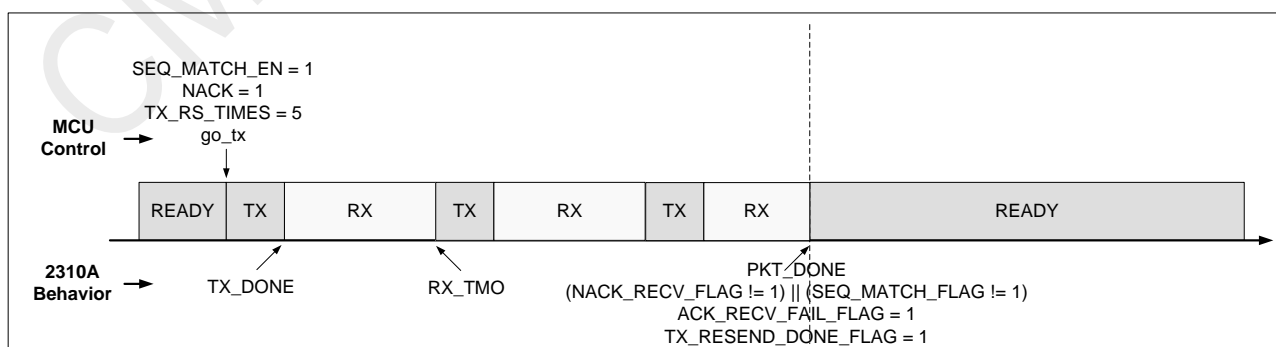 CM
SEQ_MATCH_EN = 1
NACK = 1
TX_RS_TIMES = 5
go_tx
MCU
Control
READY TX RX TX RX TX RX READY
2310A
Behavior
TX_DONE
RX_TMO
PKT_DONE
(NACK_RECV_FLAG != 1) || (SEQ_MATCH_FLAG != 1)
ACK_RECV_FAIL_FLAG = 1
TX_RESEND_DONE_FLAG = 1